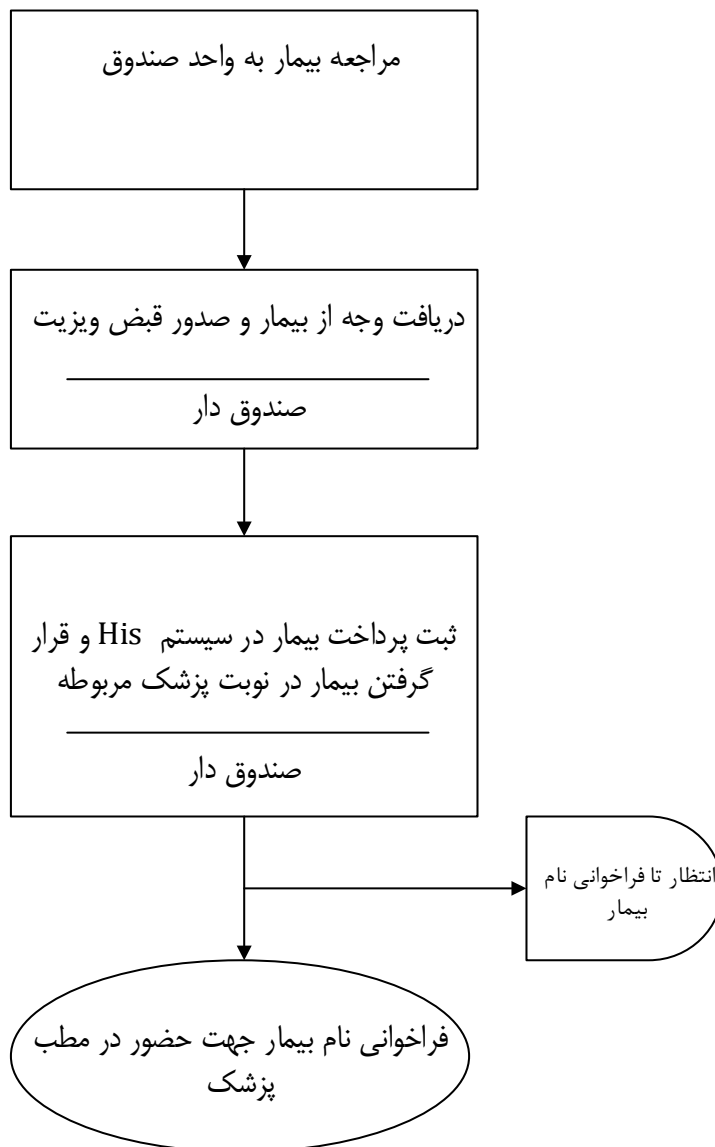 مراجعه بیمار به واحد صندوق
دریافت وجه از بیمار و صدور قبض ویزیت
صندوق دار
ثبت پرداخت بیمار در سیستم His و قرار
گرفتن بیمار در نوبت پزشک مربوطه
صندوق دار
انتظار تا فراخوانی نام
بیمار
فراخوانی نام بیمار جهت حضور در مطب
پزشک